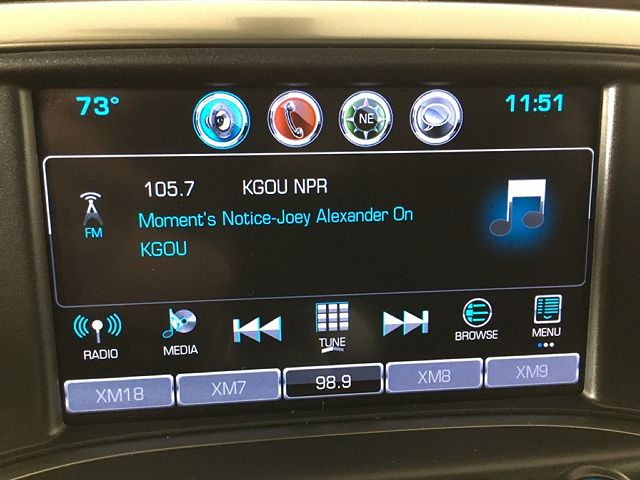 73° NE 11:51
105.7 KGOU NPR
FM
Moment's Notice-Joey Alexander On
KGOU
RADIO MEDIA TUNE BROWSE MENU
XM18 XM7 98.9 XM8 XM9